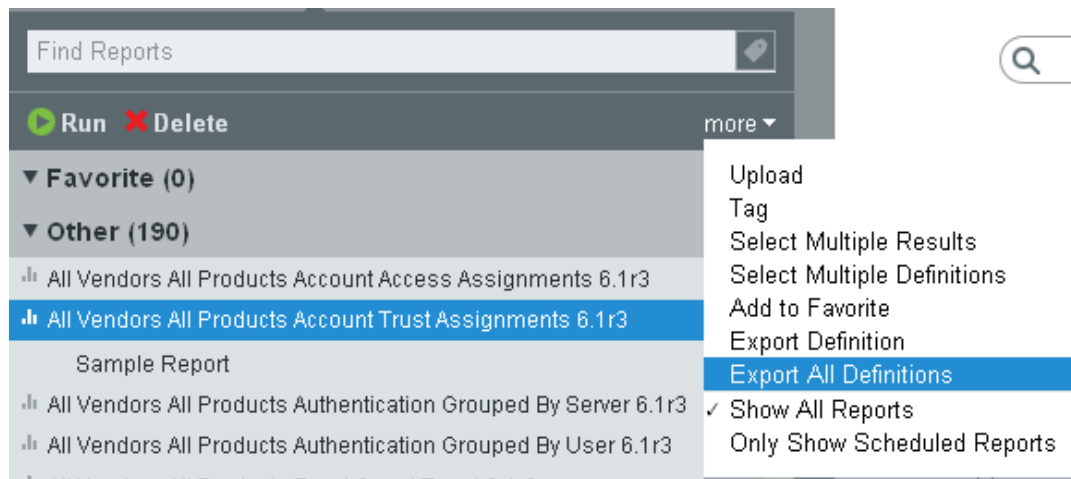 Find Reports
Run Delete more
Favorite (0)
Other (190)
All Vendors All Products Account Access Assignments 6.1r3
All Vendors All Products Account Trust Assignments 6.1r3
Sample Report
All Vendors All Products Authentication Grouped By Server 6.1r3
All Vendors All Products Authentication Grouped By User 6.1r3
Upload
Tag
Select Multiple Results
Select Multiple Definitions
Add to Favorite
Export Definition
Export All Definitions
✓ Show All Reports
Only Show Scheduled Reports